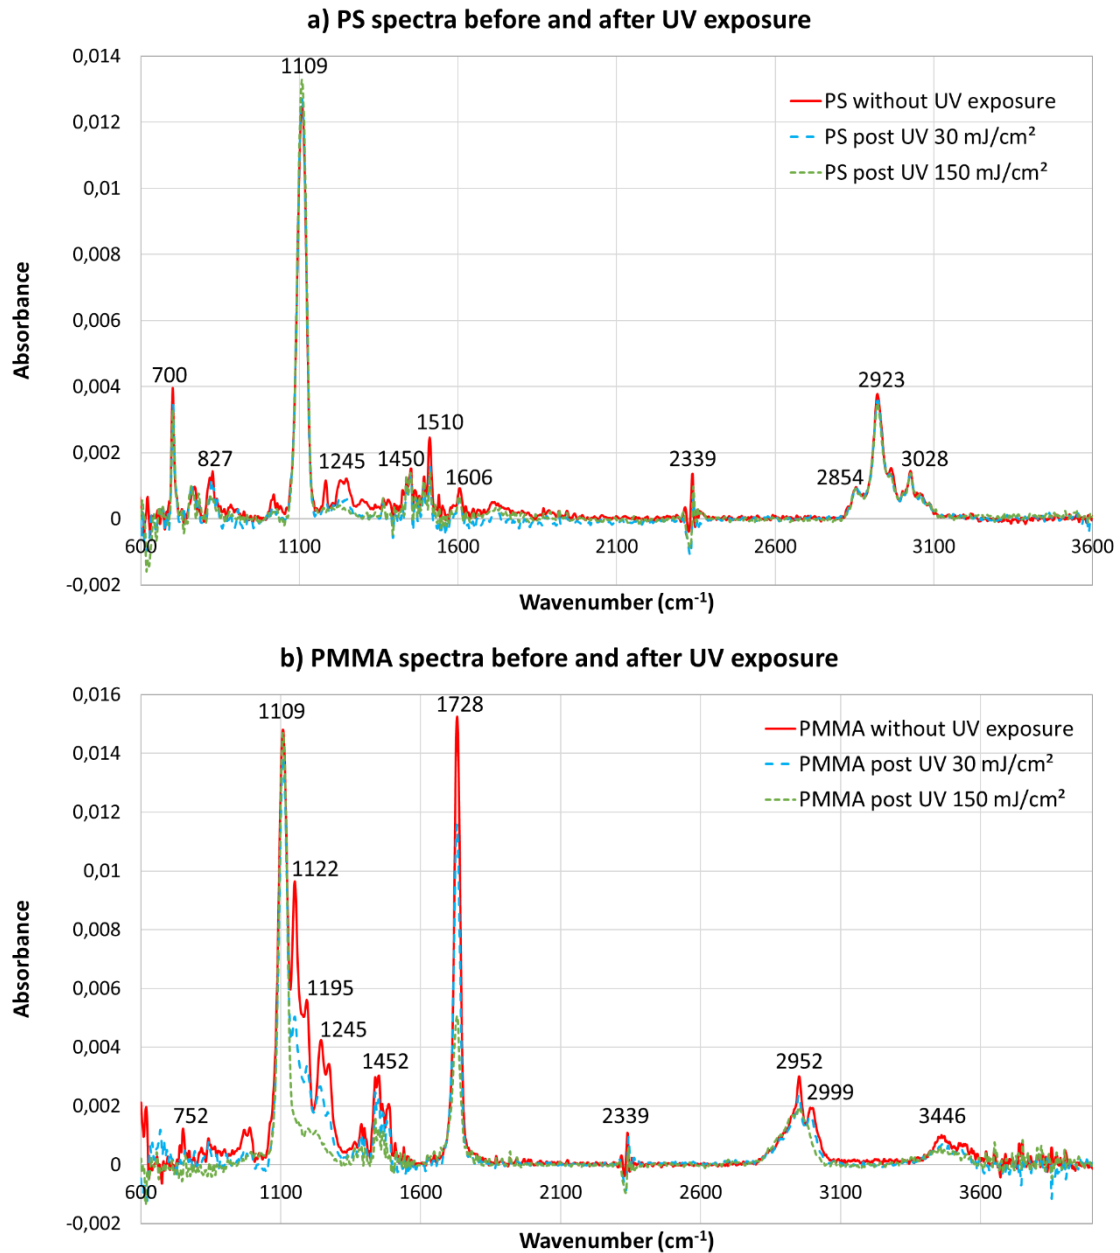 a) PS spectra before and after UV exposure
0,014
0,012
0,01
0,008
0,006
0,004
0,002
0
-0,002
Absorbance
1109
700
827
1245
1450
1510
1606
2339
2854
2923
3028
PS without UV exposure
PS post UV 30 mJ/cm²
PS post UV 150 mJ/cm²
600 1100 1600 2100 2600 3100 3600
Wavenumber (cm⁻¹)
b) PMMA spectra before and after UV exposure
0,016
0,014
0,012
0,01
0,008
0,006
0,004
0,002
0
-0,002
Absorbance
1109
1728
1122
1195
1245
1452
752
2339
2952
2999
3446
PMMA without UV exposure
PMMA post UV 30 mJ/cm²
PMMA post UV 150 mJ/cm²
600 1100 1600 2100 2600 3100 3600
Wavenumber (cm⁻¹)